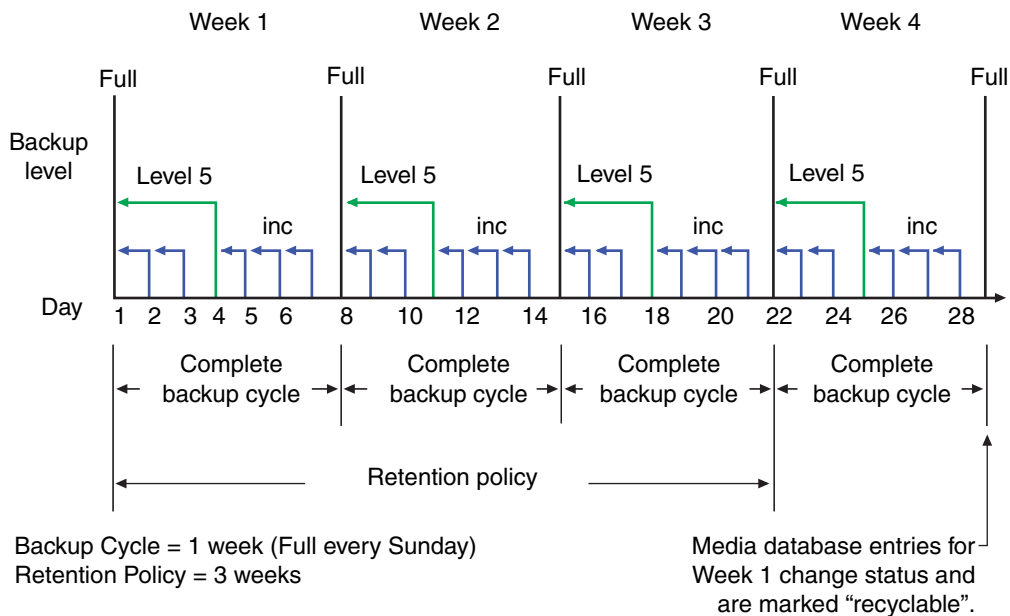 Week 1 Week 2 Week 3 Week 4
Full Full Full Full Full
Backup
level
Level 5 Level 5 Level 5 Level 5
inc inc inc inc
Day
1 2 3 4 5 6 8 10 12 14 16 18 20 22 24 26 28
Complete Complete Complete Complete
backup cycle backup cycle backup cycle backup cycle
Retention policy
Backup Cycle = 1 week (Full every Sunday)
Retention Policy = 3 weeks
Media database entries for
Week 1 change status and
are marked “recyclable”.